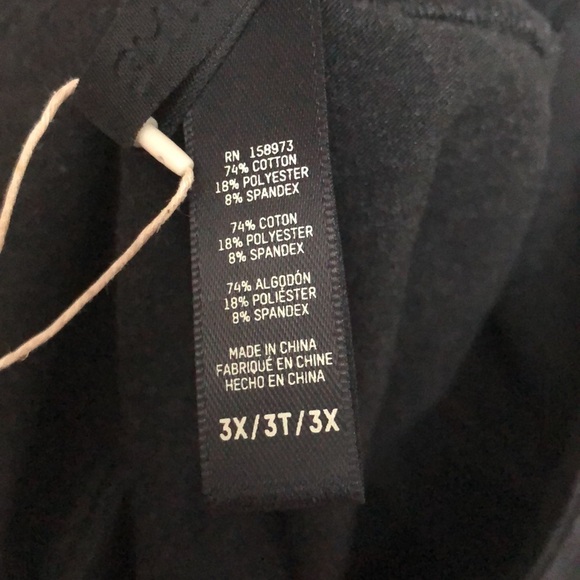 RN 158973
74% COTTON
18% POLYESTER
8% SPANDEX
74% COTON
18% POLYESTER
8% SPANDEX
74% ALGODÓN
18% POLIÉSTER
8% SPANDEX
MADE IN CHINA
FABRIQUÉ EN CHINE
HECHO EN CHINA
3X/3T/3X